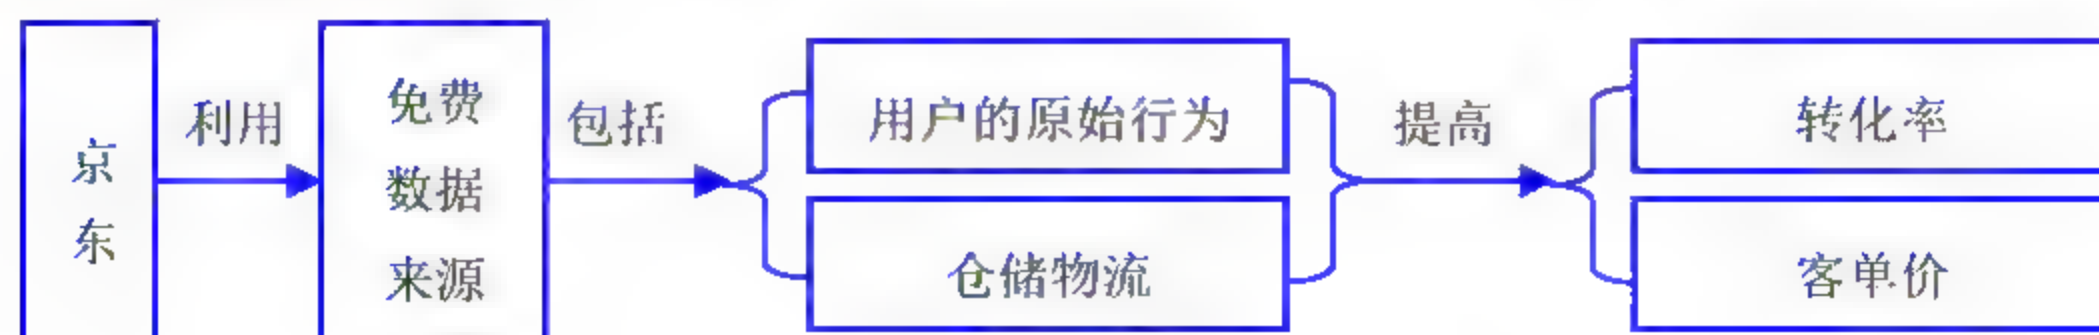 京
东
利用
免费
数据
来源
包括
用户的原始行为
仓储物流
提高
转化率
客单价